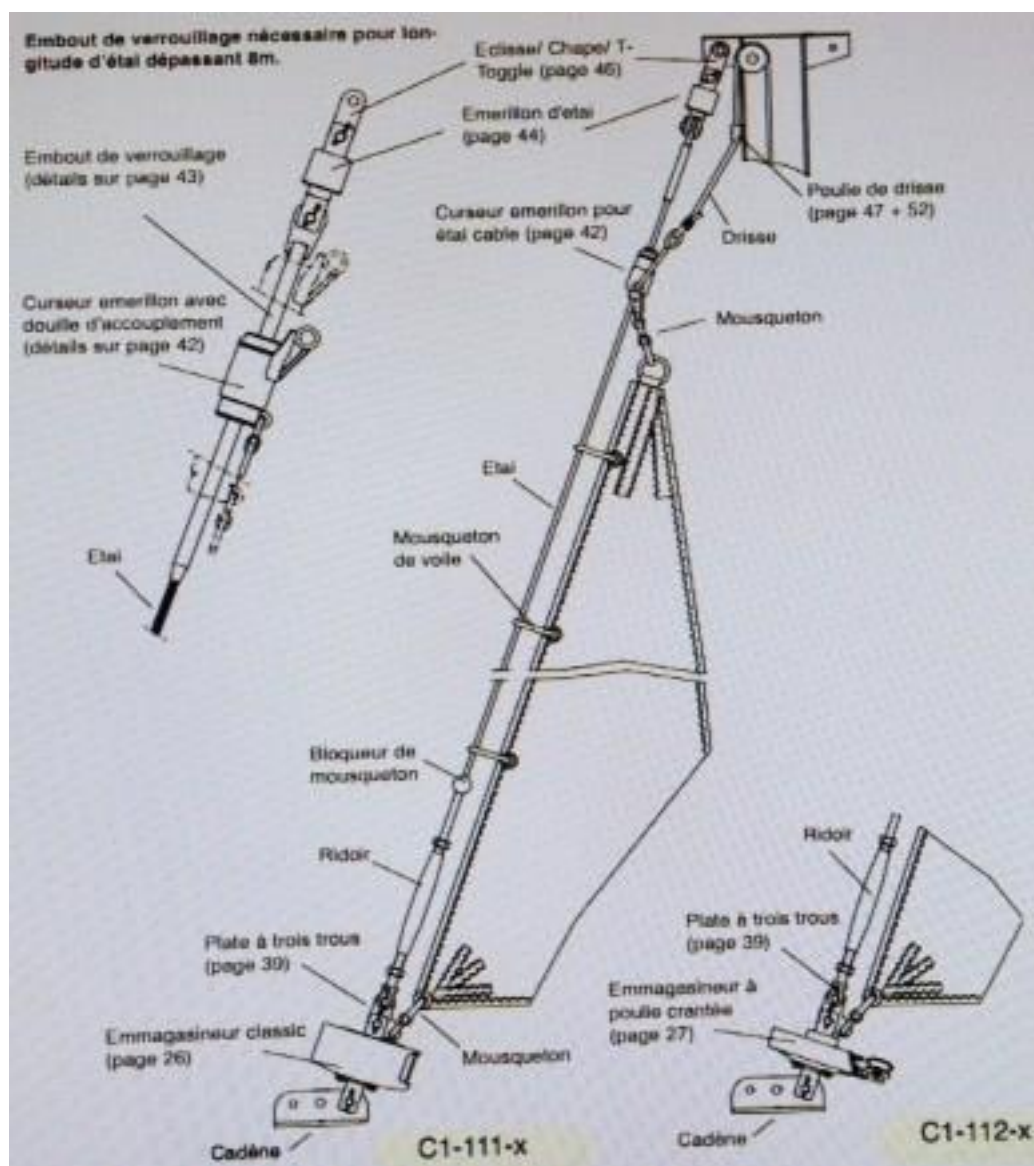 Embout de verrouillage nécessaire pour lon-
gitude d'étai dépassant 8m.
Eclisse/ Chape/ T-
Toggle (page 46)
Emerillon d'etai
(page 44)
Embout de verrouillage
(détails sur page 43)
Poulie de drisse
(page 47 + 52)
Curseur emerillon pour
étai cable (page 42)
Drisse
Curseur emerillon avec
douille d'accouplement
(détails sur page 42)
Mousqueton
Etai
Mousqueton
de voile
Etai
Bloqueur de
mousqueton
Ridoir
Ridoir
Plate à trois trous
(page 39)
Plate à trois trous
(page 39)
Emmagasineur à
poulie crantée
(page 27)
Emmagasineur classic
(page 26)
Mousqueton
Cadène
C1-111-x
Cadène
C1-112-x